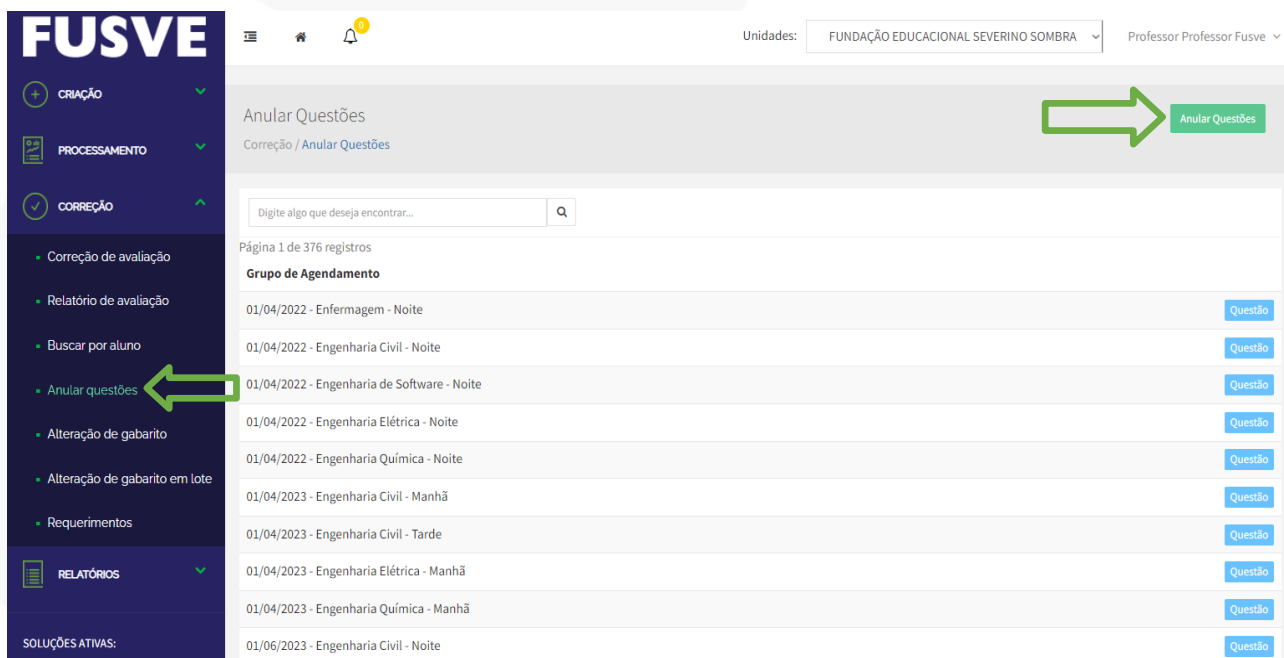 FUSVE
0
Unidades:
FUNDAÇÃO EDUCACIONAL SEVERINO SOMBRA
Professor Professor Fusve
CRIAÇÃO
PROCESSAMENTO
CORREÇÃO
Correção de avaliação
Relatório de avaliação
Buscar por aluno
Anular questões
Alteração de gabarito
Alteração de gabarito em lote
Requerimentos
RELATÓRIOS
SOLUÇÕES ATIVAS:
Anular Questões
Correção / Anular Questões
Anular Questões
Digite algo que deseja encontrar...
Página 1 de 376 registros
Grupo de Agendamento
01/04/2022 - Enfermagem - Noite Questão
01/04/2022 - Engenharia Civil - Noite Questão
01/04/2022 - Engenharia de Software - Noite Questão
01/04/2022 - Engenharia Elétrica - Noite Questão
01/04/2022 - Engenharia Química - Noite Questão
01/04/2023 - Engenharia Civil - Manhã Questão
01/04/2023 - Engenharia Civil - Tarde Questão
01/04/2023 - Engenharia Elétrica - Manhã Questão
01/04/2023 - Engenharia Química - Manhã Questão
01/06/2023 - Engenharia Civil - Noite Questão